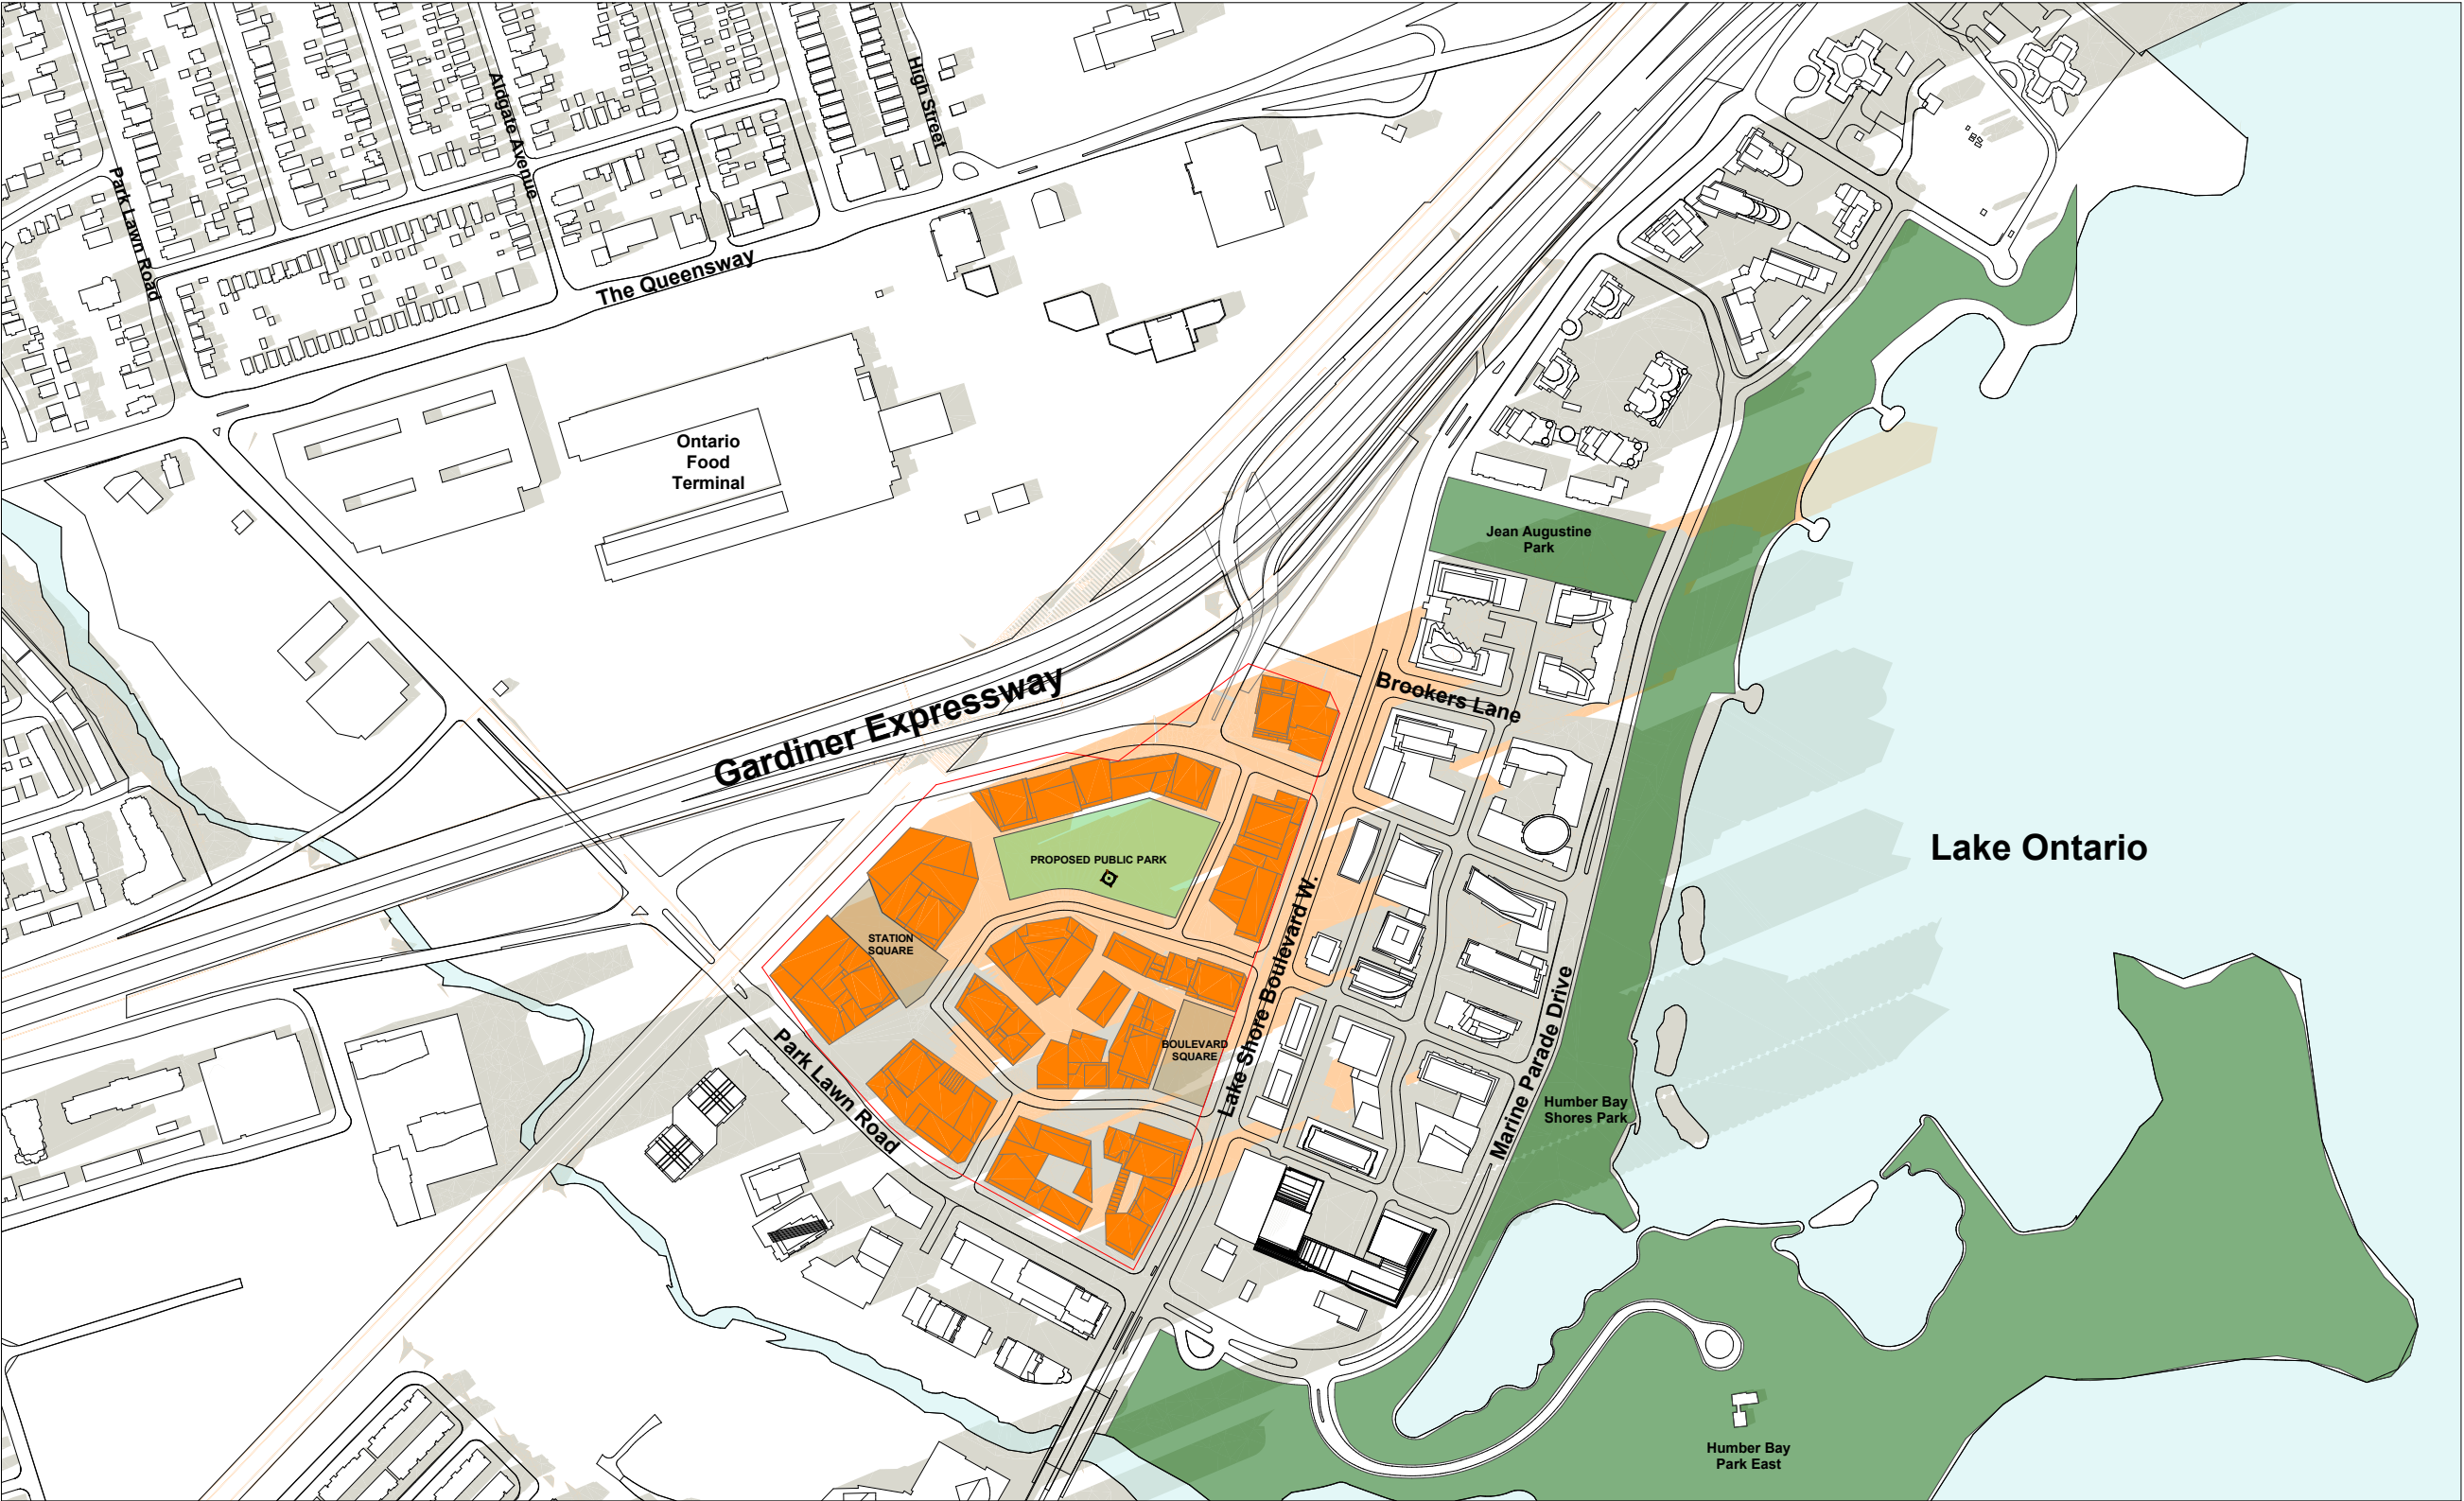 High Street
Aldgate Avenue
Park Lawn Road
The Queensway
Ontario
Food
Terminal
Jean Augustine
Park
Gardiner Expressway
Brookers Lane
PROPOSED PUBLIC PARK
Lake Ontario
STATION
SQUARE
Lake Shore Boulevard W.
BOULEVARD
SQUARE
Park Lawn Road
Marine Parade Drive
Humber Bay
Shores Park
Humber Bay
Park East